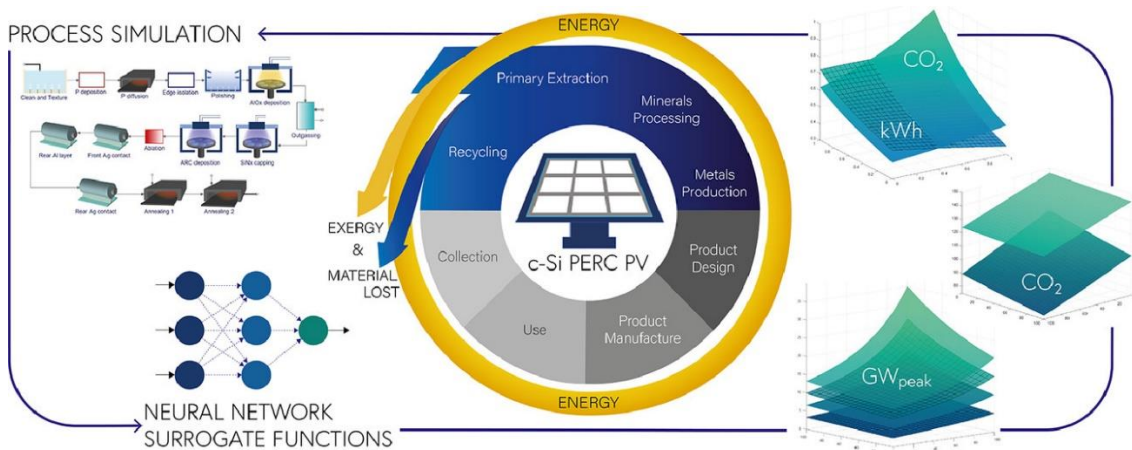 PROCESS SIMULATION
Clean and Texture
P deposition
P diffusion
Edge isolation
Polishing
AlOx deposition
Outgassing
Rear Al layer
Front Ag contact
Ablation
ARC deposition
SiNx capping
Rear Ag contact
Annealing 1
Annealing 2
NEURAL NETWORK
SURROGATE FUNCTIONS
ENERGY
Primary Extraction
Minerals
Processing
Metals
Production
Product
Design
Product
Manufacture
Use
Collection
Recycling
c-Si PERC PV
EXERGY
&
MATERIAL
LOST
ENERGY
CO2
kWh
CO2
GWpeak